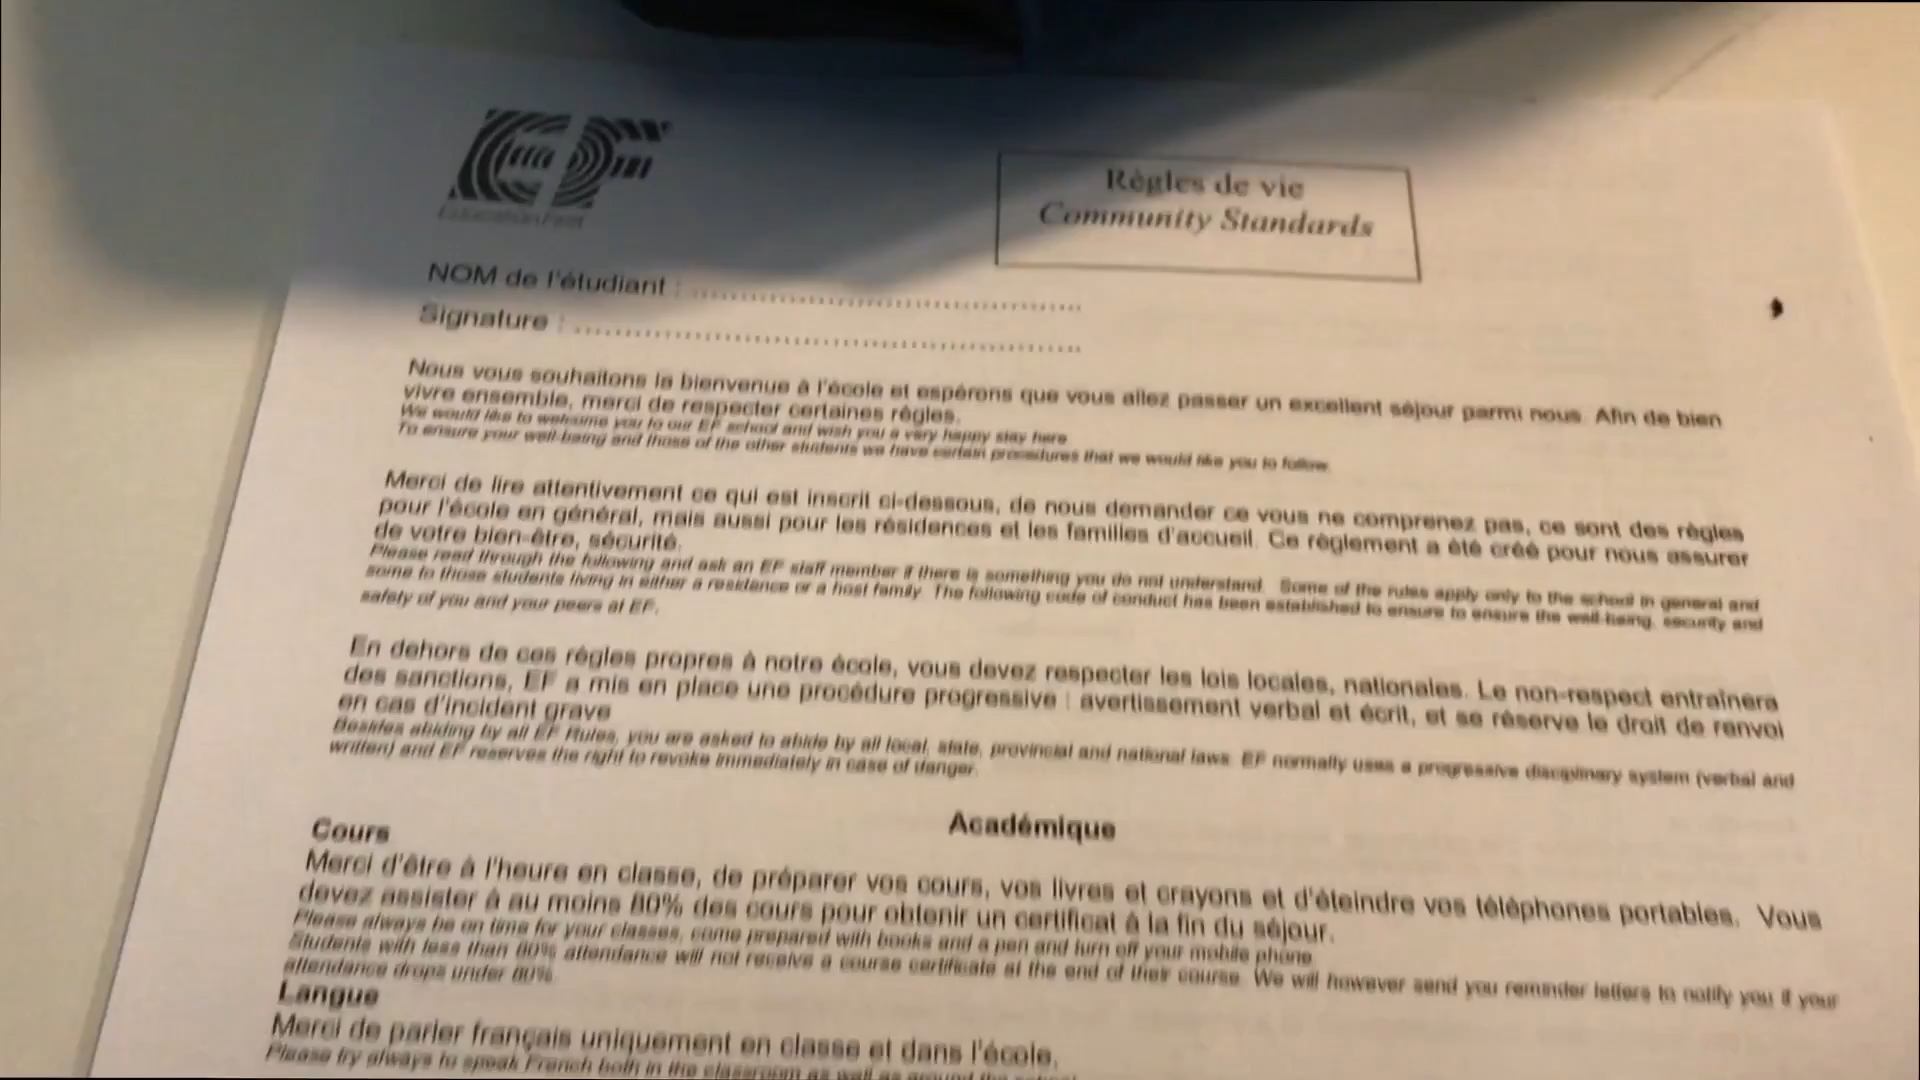 EF
Education First
Règles de vie
Community Standards
NOM de l'étudiant :
Signature :
Nous vous souhaitons la bienvenue à l'école et espérons que vous allez passer un excellent séjour parmi nous. Afin de bien
vivre ensemble, merci de respecter certaines règles.
We would like to welcome you to our EF school and wish you a very happy stay here
To ensure your well-being and those of the other students we have certain procedures that we would like you to follow.
Merci de lire attentivement ce qui est inscrit ci-dessous, de nous demander ce vous ne comprenez pas, ce sont des règles
pour l'école en général, mais aussi pour les résidences et les familles d'accueil. Ce règlement a été créé pour nous assurer
de votre bien-être, sécurité.
Please read through the following and ask an EF staff member if there is something you do not understand. Some of the rules apply only to the school in general and
some to those students living in either a residence or a host family. The following code of conduct has been established to ensure to ensure the well-being, security and
safety of you and your peers at EF.
En dehors de ces règles propres à notre école, vous devez respecter les lois locales, nationales. Le non-respect entraînera
des sanctions, EF a mis en place une procédure progressive : avertissement verbal et écrit, et se réserve le droit de renvoi
en cas d'incident grave
Besides abiding by all EF Rules, you are asked to abide by all local, state, provincial and national laws. EF normally uses a progressive disciplinary system (verbal and
written) and EF reserves the right to revoke immediately in case of danger.
Académique
Cours
Merci d'être à l'heure en classe, de préparer vos cours, vos livres et crayons et d'éteindre vos téléphones portables. Vous
devez assister à au moins 80% des cours pour obtenir un certificat à la fin du séjour.
Please always be on time for your classes, come prepared with books and a pen and turn off your mobile phone.
Students with less than 80% attendance will not receive a course certificate at the end of their course. We will however send you reminder letters to notify you if your
attendance drops under 80%.
Langue
Merci de parler français uniquement en classe et dans l'école.
Please try always to speak French both in the classroom as well as around the school